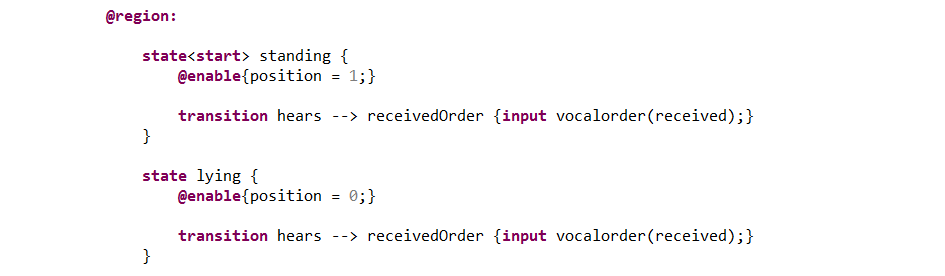 @region:
state<start> standing {
@enable{position = 1;}
transition hears --> receivedOrder {input vocalorder(received);}
}
state lying {
@enable{position = 0;}
transition hears --> receivedOrder {input vocalorder(received);}
}